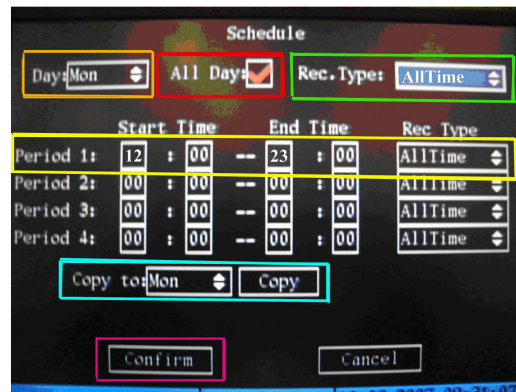 Schedule
Day:Mon All Day: Rec.Type: AllTime
Start Time End Time Rec Type
Period 1: 12 : 00 -- 23 : 00 AllTime
Period 2: 00 : 00 -- 00 : 00 AllTime
Period 3: 00 : 00 -- 00 : 00 AllTime
Period 4: 00 : 00 -- 00 : 00 AllTime
Copy to:Mon Copy
Confirm Cancel